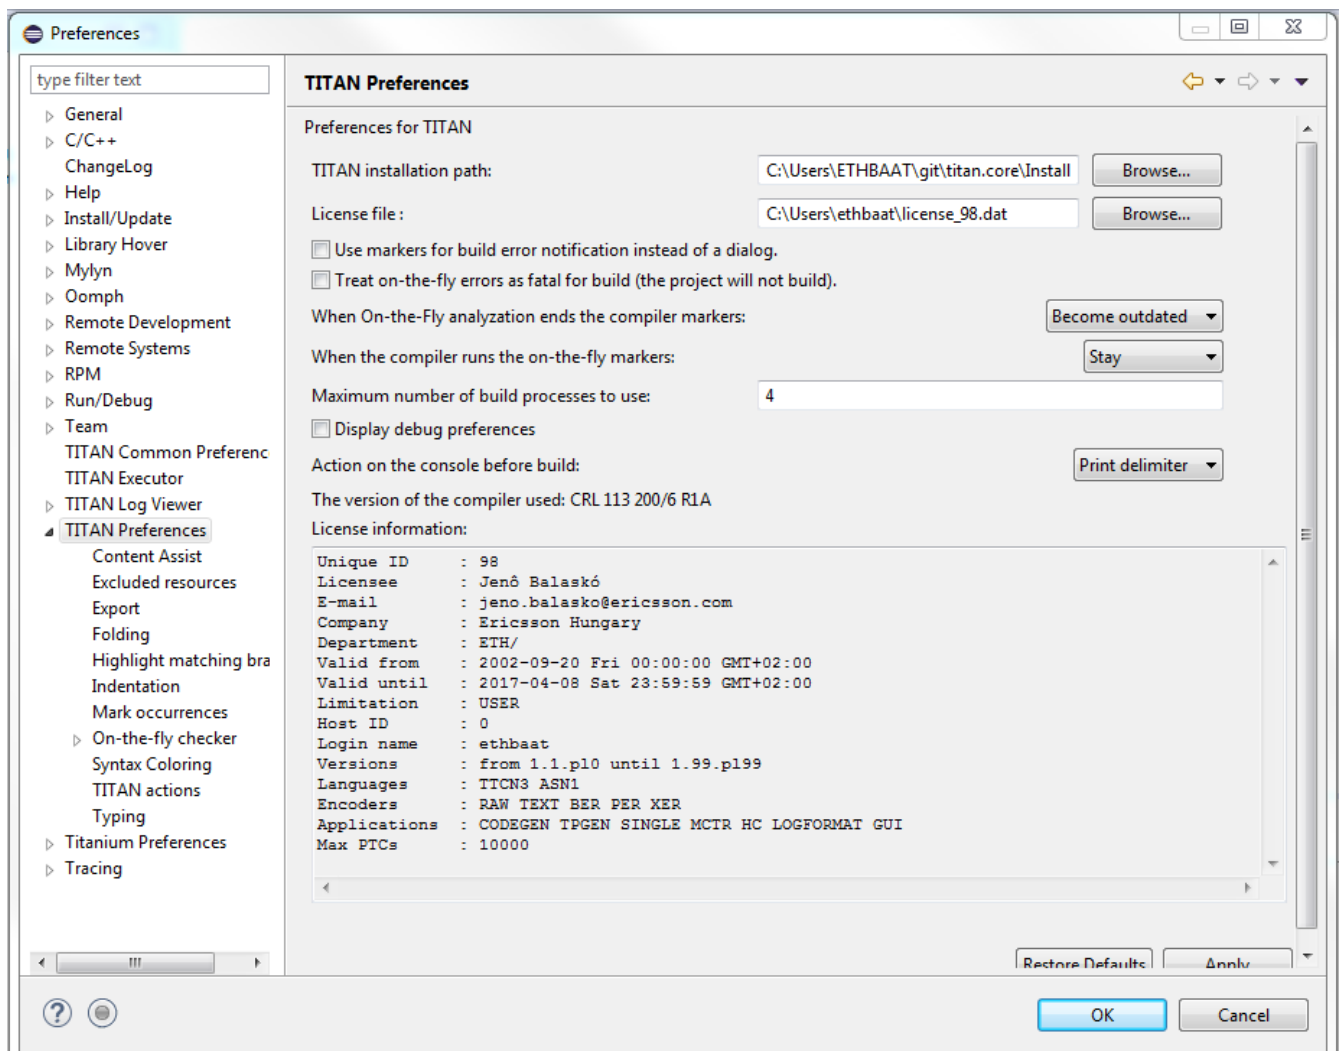 Preferences
type filter text
General
C/C++
ChangeLog
Help
Install/Update
Library Hover
Mylyn
Oomph
Remote Development
Remote Systems
RPM
Run/Debug
Team
TITAN Common Preferenc
TITAN Executor
TITAN Log Viewer
TITAN Preferences
Content Assist
Excluded resources
Export
Folding
Highlight matching bra
Indentation
Mark occurrences
On-the-fly checker
Syntax Coloring
TITAN actions
Typing
Titanium Preferences
Tracing
TITAN Preferences
Preferences for TITAN
TITAN installation path: C:\Users\ETHBAAT\git\titan.core\Install Browse...
License file : C:\Users\ethbaat\license_98.dat Browse...
Use markers for build error notification instead of a dialog.
Treat on-the-fly errors as fatal for build (the project will not build).
When On-the-Fly analyzation ends the compiler markers: Become outdated
When the compiler runs the on-the-fly markers: Stay
Maximum number of build processes to use: 4
Display debug preferences
Action on the console before build: Print delimiter
The version of the compiler used: CRL 113 200/6 R1A
License information:
Unique ID : 98
Licensee : Jenô Balaskó
E-mail : jeno.balasko@ericsson.com
Company : Ericsson Hungary
Department : ETH/
Valid from : 2002-09-20 Fri 00:00:00 GMT+02:00
Valid until : 2017-04-08 Sat 23:59:59 GMT+02:00
Limitation : USER
Host ID : 0
Login name : ethbaat
Versions : from 1.1.pl0 until 1.99.pl99
Languages : TTCN3 ASN1
Encoders : RAW TEXT BER PER XER
Applications : CODEGEN TPGEN SINGLE MCTR HC LOGFORMAT GUI
Max PTCs : 10000
Restore Defaults Apply
OK Cancel